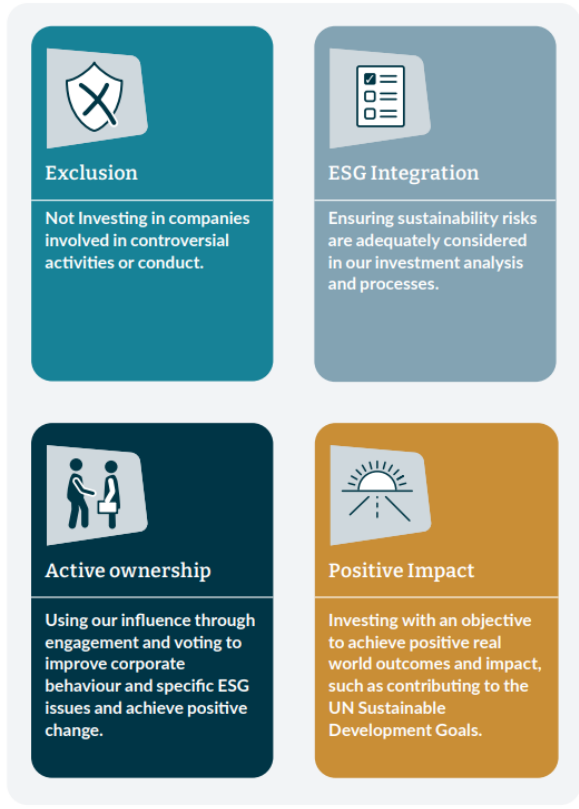 Exclusion
Not Investing in companies
involved in controversial
activities or conduct.
ESG Integration
Ensuring sustainability risks
are adequately considered
in our investment analysis
and processes.
Active ownership
Using our influence through
engagement and voting to
improve corporate
behaviour and specific ESG
issues and achieve positive
change.
Positive Impact
Investing with an objective
to achieve positive real
world outcomes and impact,
such as contributing to the
UN Sustainable
Development Goals.